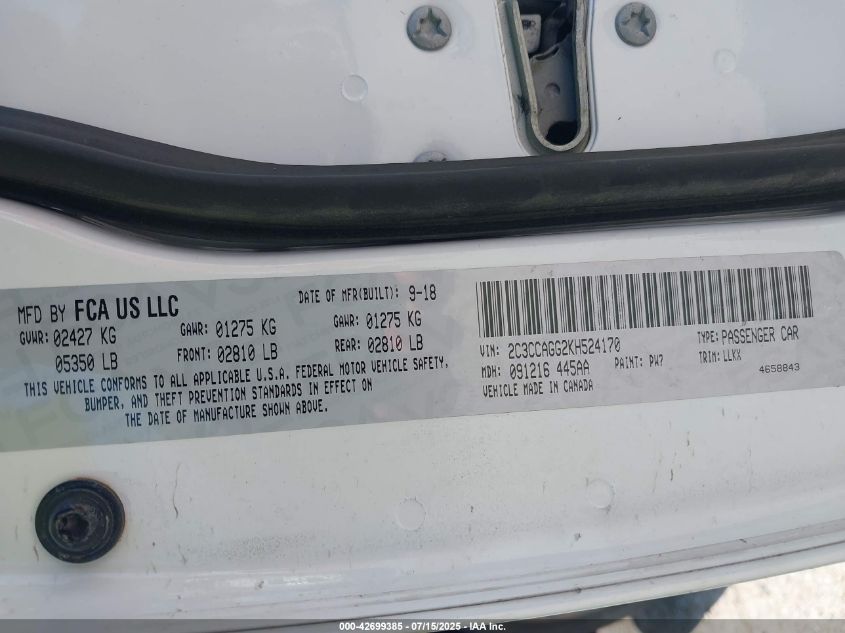 MFD BY FCA US LLC
DATE OF MFR(BUILT): 9-18
GVWR: 02427 KG
GAWR: 01275 KG
GAWR: 01275 KG
05350 LB
FRONT: 02810 LB
REAR: 02810 LB
THIS VEHICLE CONFORMS TO ALL APPLICABLE U.S.A. FEDERAL MOTOR VEHICLE SAFETY,
BUMPER, AND THEFT PREVENTION STANDARDS IN EFFECT ON
THE DATE OF MANUFACTURE SHOWN ABOVE.
VIN: 2C3CCAGG2KH524170
TYPE: PASSENGER CAR
MDH: 091216 445AA
PAINT: PW7
TRIM: LLXX
VEHICLE MADE IN CANADA
4658843
000-42699385 - 07/15/2025 - IAA Inc.